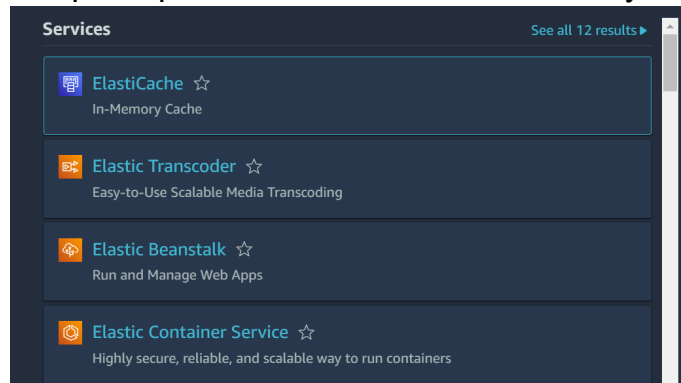 Services
See all 12 results ▶
ElastiCache ☆
In-Memory Cache
Elastic Transcoder ☆
Easy-to-Use Scalable Media Transcoding
Elastic Beanstalk ☆
Run and Manage Web Apps
Elastic Container Service ☆
Highly secure, reliable, and scalable way to run containers